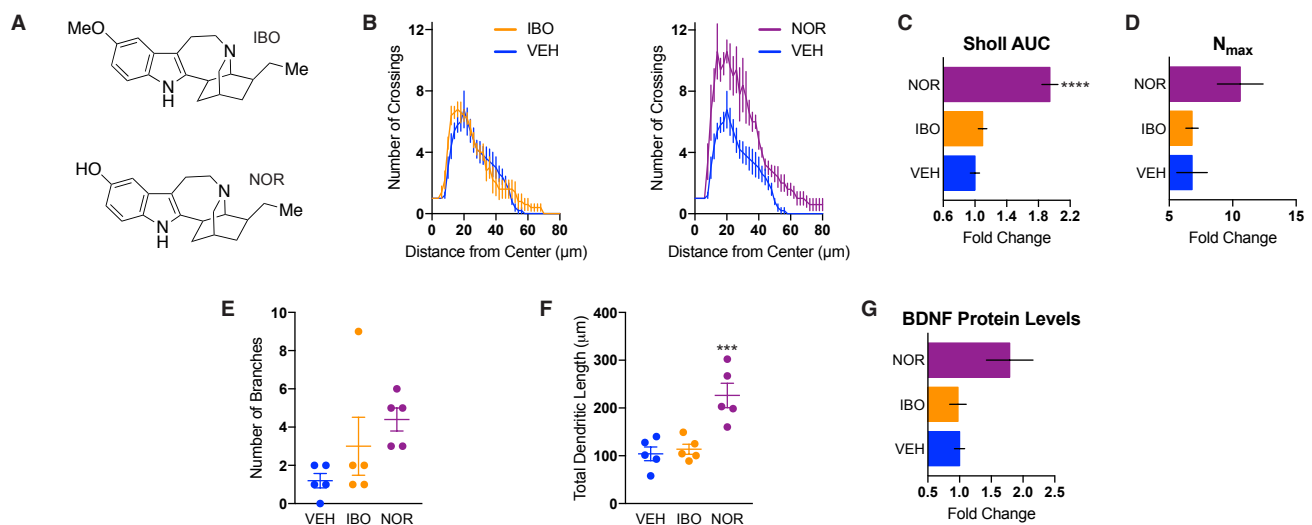 A
MeO
IBO
N
N
H
Me
HO
NOR
N
N
H
Me
B
IBO
VEH
Number of Crossings
12
8
4
0
0 20 40 60 80
Distance from Center (µm)
NOR
VEH
Number of Crossings
12
8
4
0
0 20 40 60 80
Distance from Center (µm)
C
Sholl AUC
NOR
****
IBO
VEH
0.6 1.0 1.4 1.8 2.2
Fold Change
D
Nmax
NOR
IBO
VEH
5 10 15
Fold Change
E
Number of Branches
10
8
6
4
2
0
VEH IBO NOR
F
Total Dendritic Length (µm)
400
300
200
100
0
***
VEH IBO NOR
G
BDNF Protein Levels
NOR
IBO
VEH
0.5 1.0 1.5 2.0 2.5
Fold Change